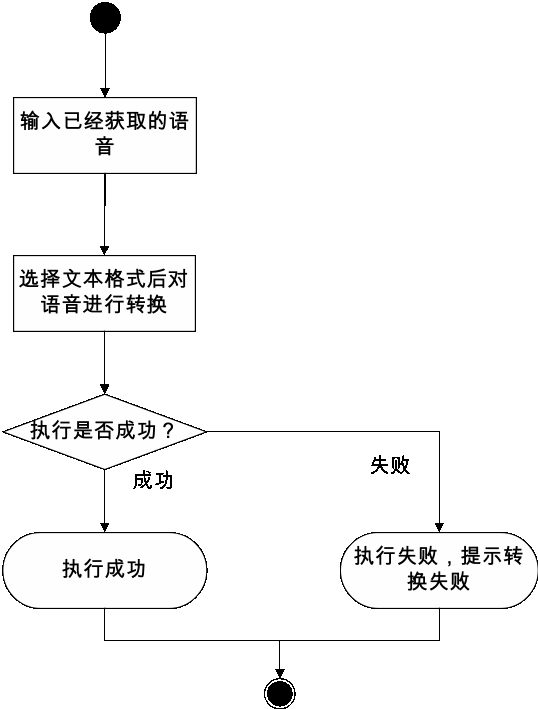 输入已经获取的语
音
选择文本格式后对
语音进行转换
执行是否成功？
成功
失败
执行成功
执行失败，提示转
换失败